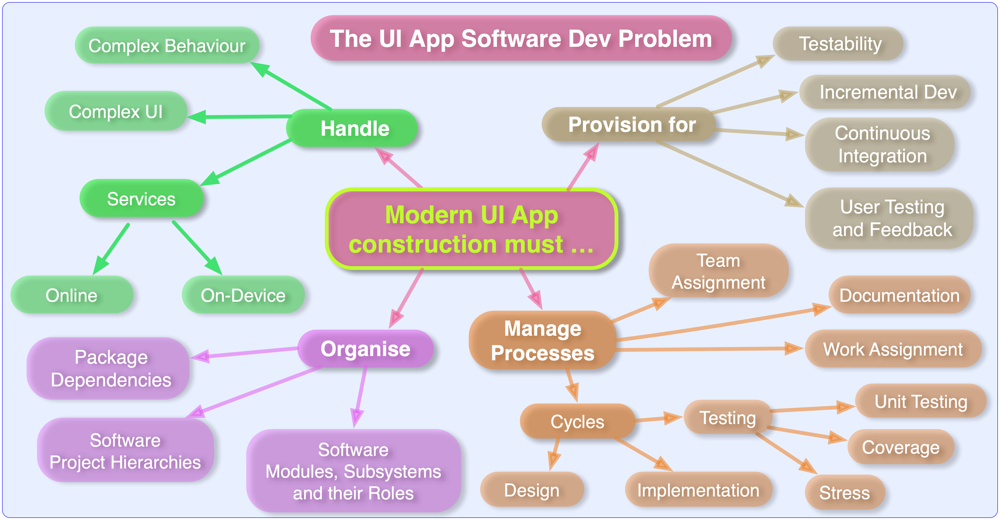 The UI App Software Dev Problem
Complex Behaviour
Complex UI
Handle
Services
Online
On-Device
Provision for
Testability
Incremental Dev
Continuous
Integration
User Testing
and Feedback
Modern UI App
construction must ...
Organise
Package
Dependencies
Software
Project Hierarchies
Software
Modules, Subsystems
and their Roles
Manage
Processes
Team
Assignment
Documentation
Work Assignment
Cycles
Testing
Unit Testing
Coverage
Stress
Design
Implementation